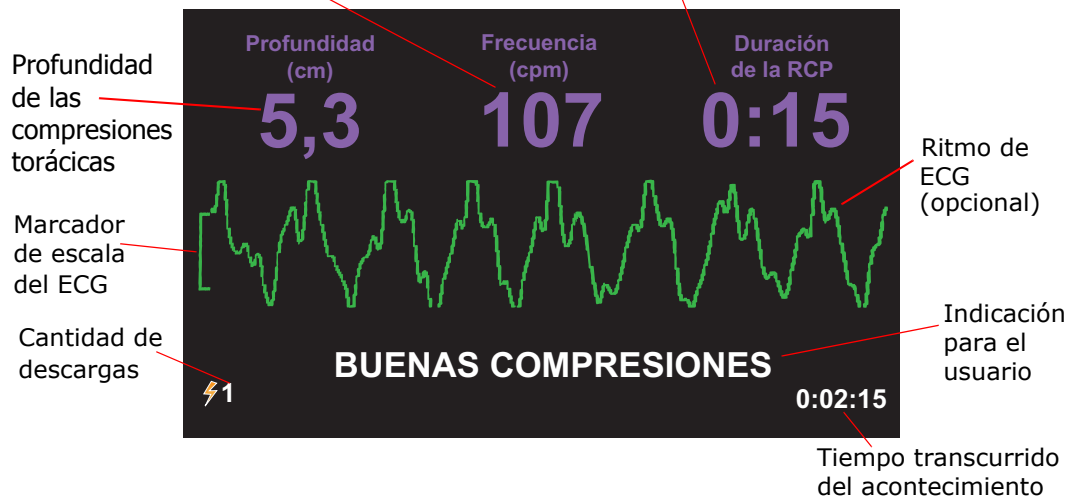 Profundidad
(cm)
5,3
Frecuencia
(cpm)
107
Duración
de la RCP
0:15
Profundidad
de las
compresiones
torácicas
Ritmo de
ECG
(opcional)
Marcador
de escala
del ECG
Cantidad de
descargas
1
BUENAS COMPRESIONES
0:02:15
Indicación
para el
usuario
Tiempo transcurrido
del acontecimiento